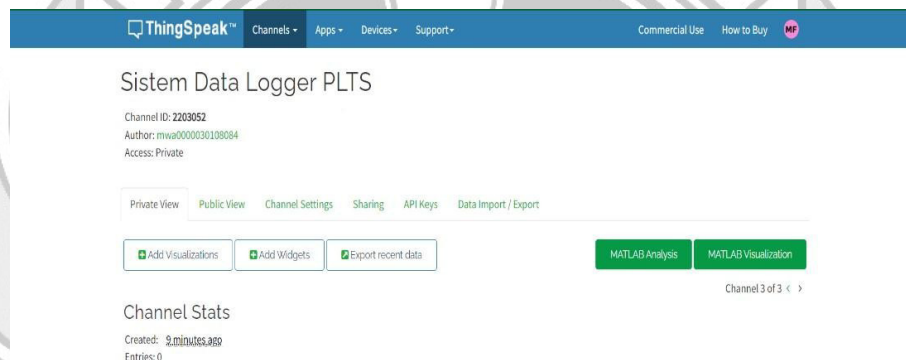 ThingSpeak™ Channels Apps Devices Support Commercial Use How to Buy MF
Sistem Data Logger PLTS
Channel ID: 2203052
Author: mwa0000030108084
Access: Private
Private View Public View Channel Settings Sharing API Keys Data Import / Export
Add Visualizations Add Widgets Export recent data MATLAB Analysis MATLAB Visualization
Channel 3 of 3 < >
Channel Stats
Created: 9 minutes ago
Entries: 0